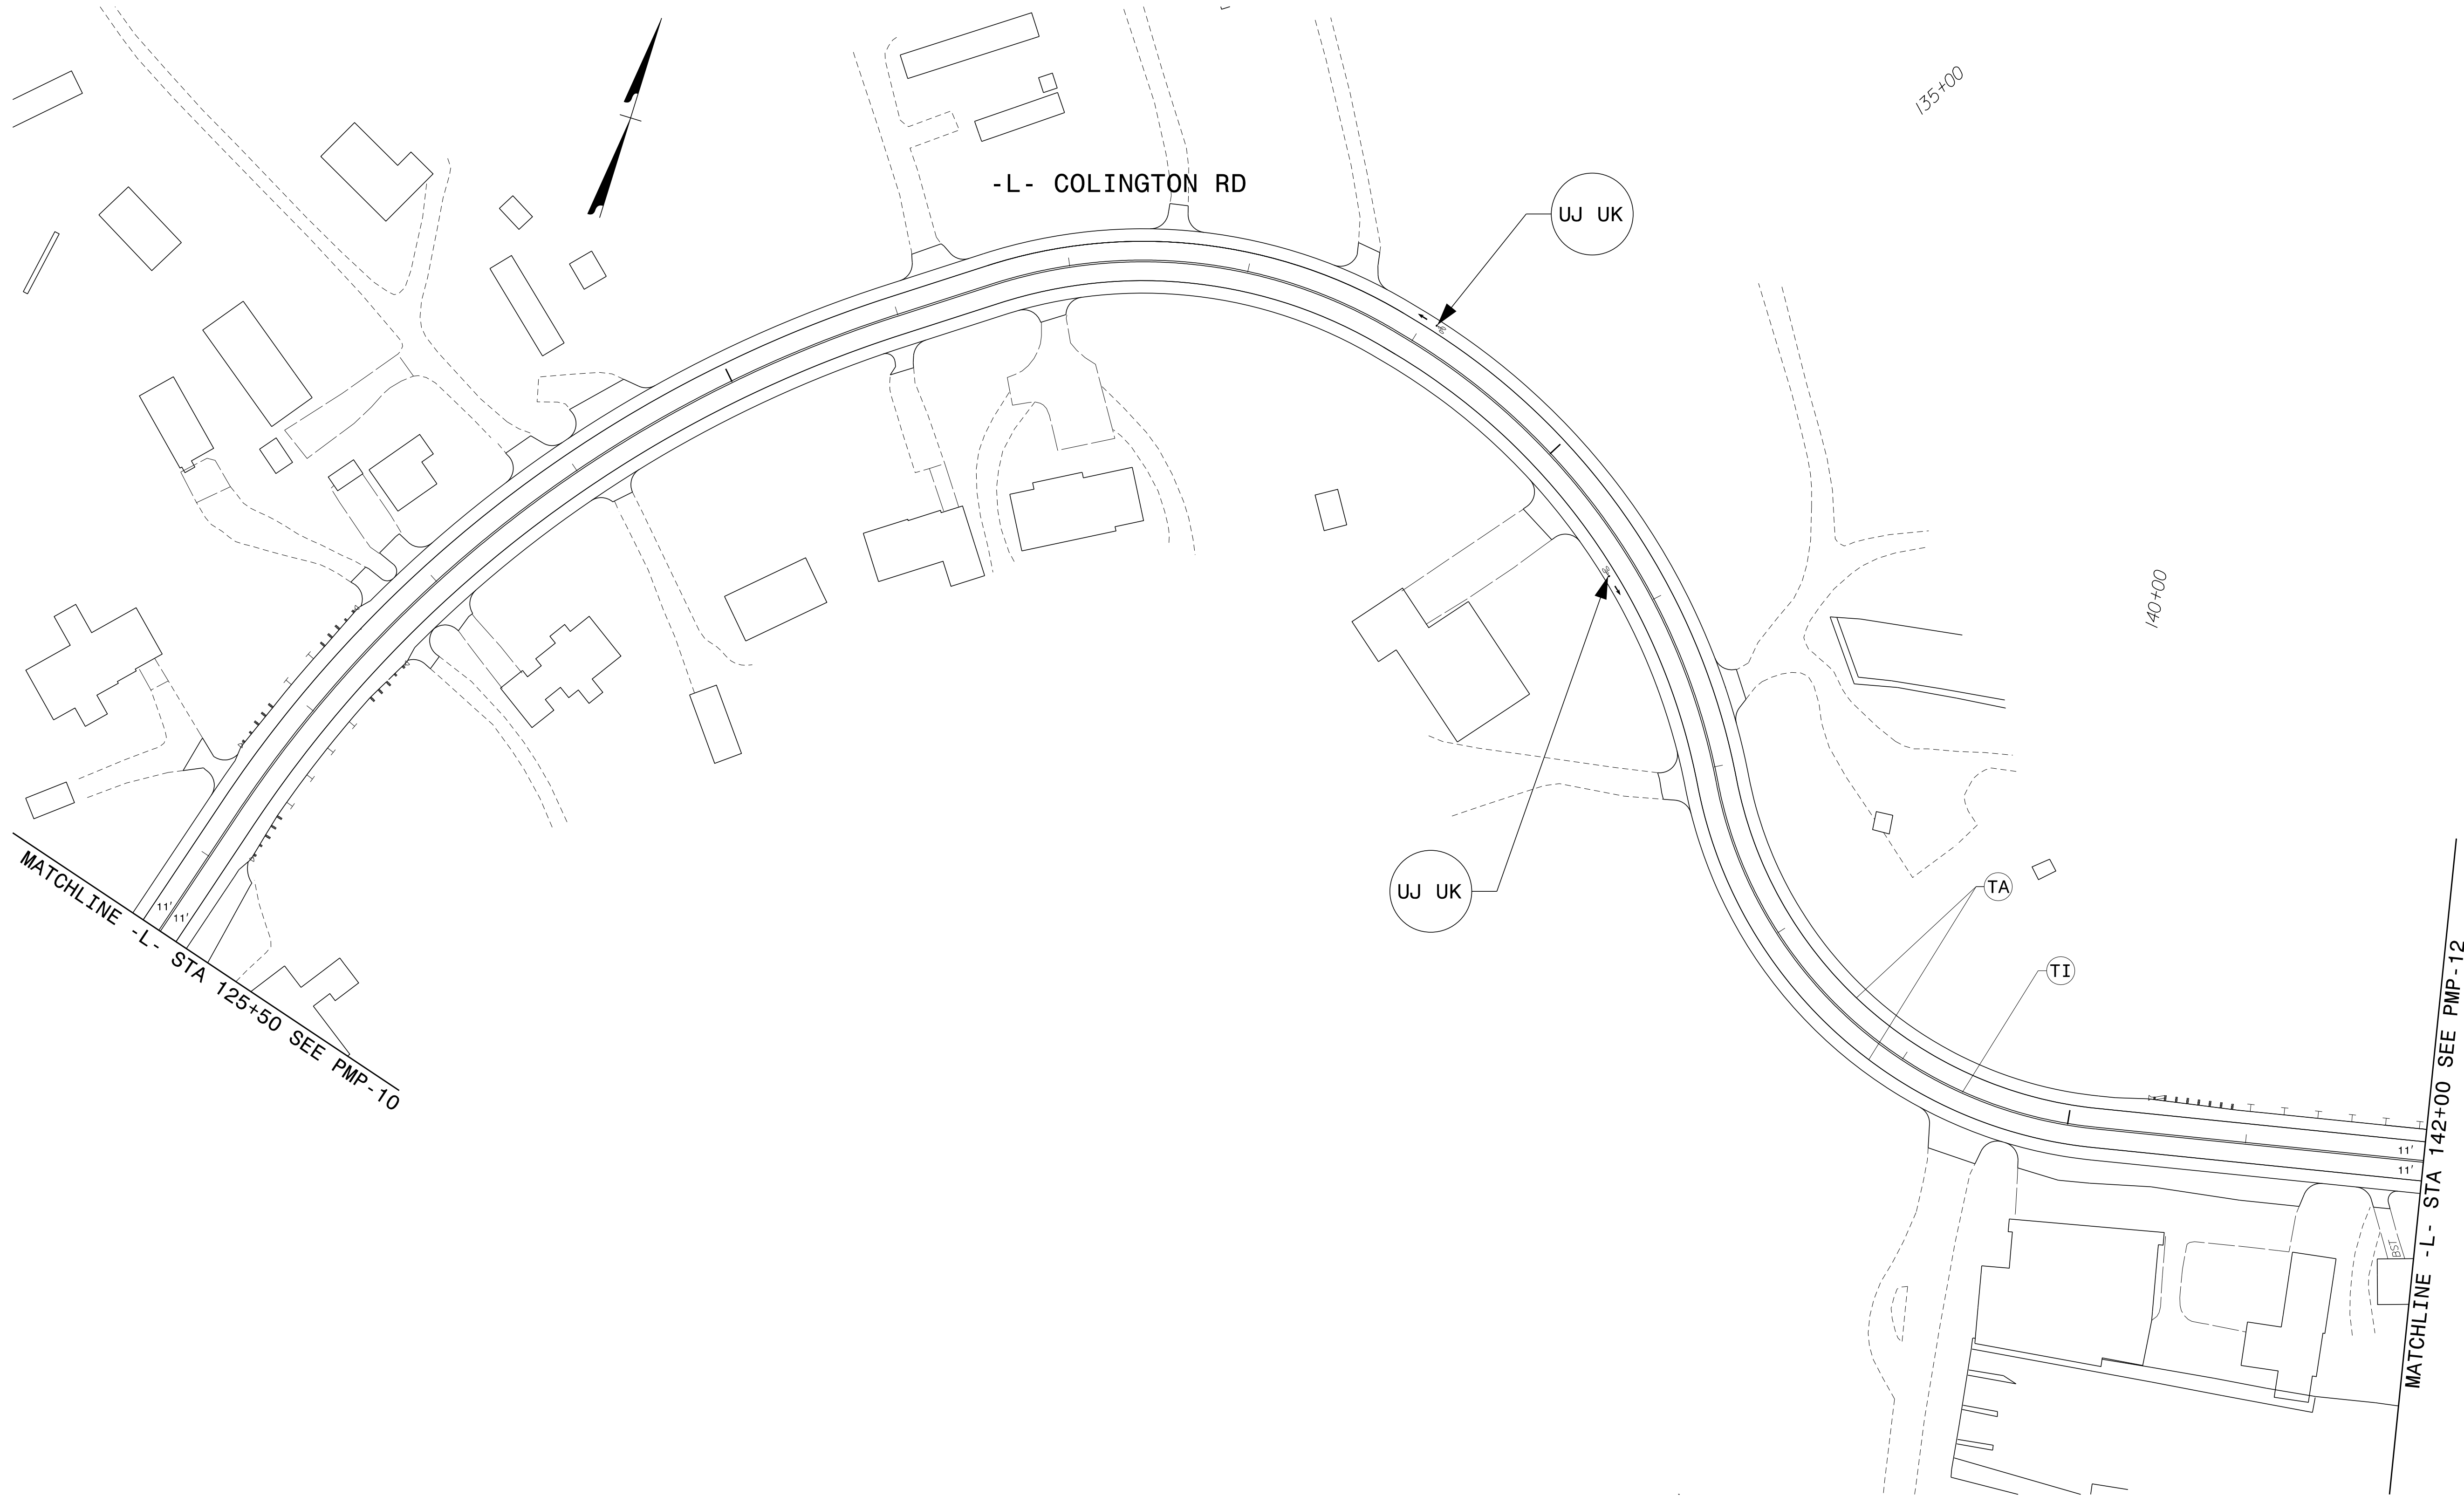 135+00
-L- COLINGTON RD
UJ UK
140+00
UJ UK
TA
TI
11'
11'
MATCHLINE -L- STA 125+50 SEE PMP-10
11'
11'
BST
MATCHLINE -L- STA 142+00 SEE PMP-12